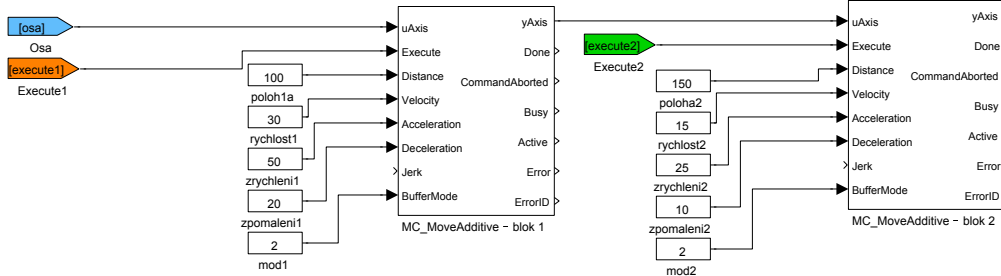 [osa]
Osa
[execute1]
Execute1
100
poloh1a
30
rychlost1
50
zrychleni1
20
zpomaleni1
2
mod1
uAxis
Execute
Distance
Velocity
Acceleration
Deceleration
Jerk
BufferMode
yAxis
Done
CommandAborted
Busy
Active
Error
ErrorID
MC_MoveAdditive - blok 1
[execute2]
Execute2
150
poloha2
15
rychlost2
25
zrychleni2
10
zpomaleni2
2
mod2
uAxis
Execute
Distance
Velocity
Acceleration
Deceleration
Jerk
BufferMode
yAxis
Done
CommandAborted
Busy
Active
Error
ErrorID
MC_MoveAdditive - blok 2